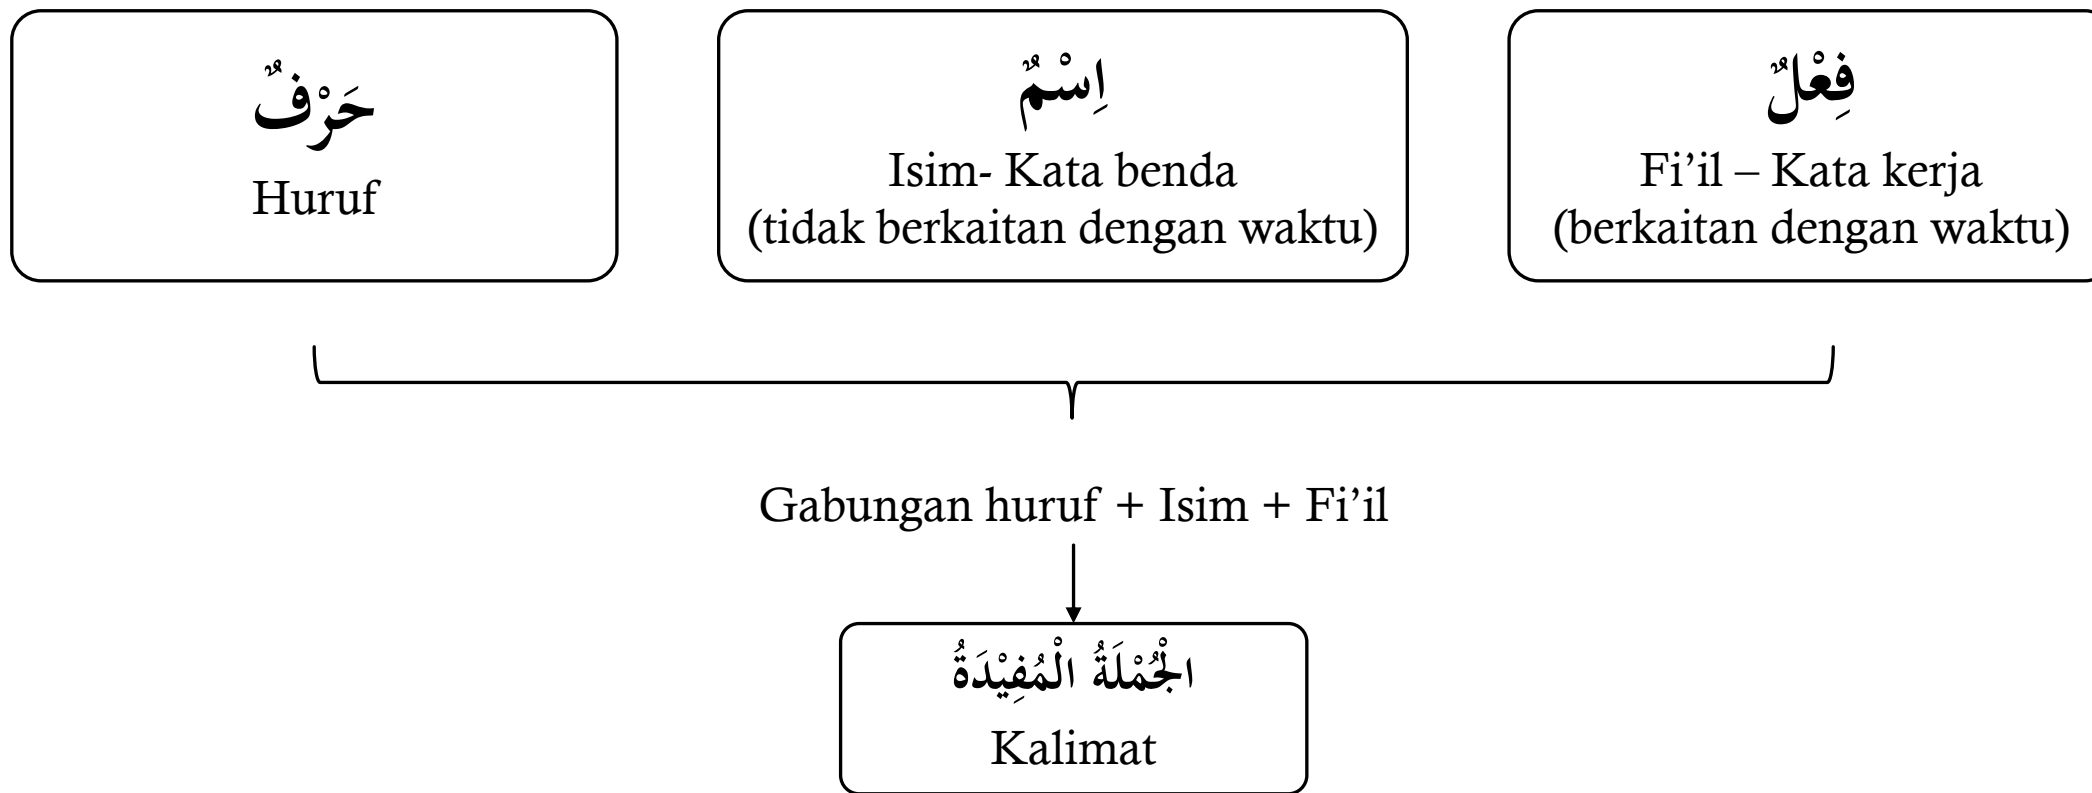 حَرْفٌ
Huruf
اِسْمٌ
Isim- Kata benda
(tidak berkaitan dengan waktu)
فِعْلٌ
Fi’il – Kata kerja
(berkaitan dengan waktu)
Gabungan huruf + Isim + Fi’il
الْجُمْلَةُ الْمُفِيْدَةُ
Kalimat